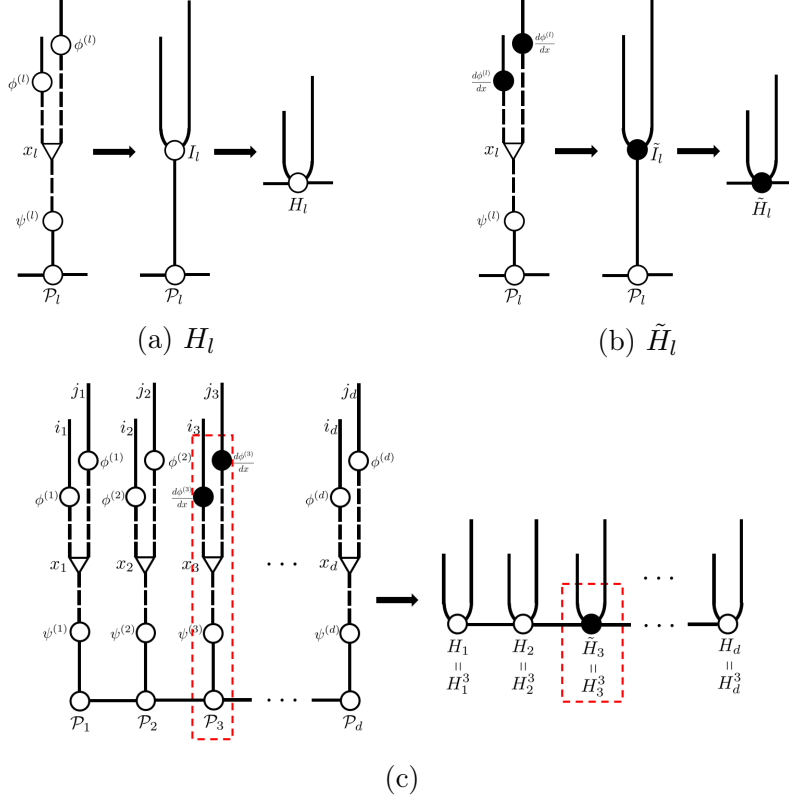 ϕ^{(l)} ϕ^{(l)}
x_l I_l H_l
ψ^{(l)}
𝒫_l 𝒫_l
(a) H_l
dϕ^{(l)}/dx dϕ^{(l)}/dx
x_l Ĩ_l H̃_l
ψ^{(l)}
𝒫_l 𝒫_l
(b) H̃_l
j_1 j_2 j_3 j_d
i_1 i_2 i_3 i_d
ϕ^{(1)} ϕ^{(2)} dϕ^{(3)}/dx ϕ^{(d)}
ϕ^{(1)} ϕ^{(2)} dϕ^{(3)}/dx ϕ^{(d)}
x_1 x_2 x_3 · · · x_d
ψ^{(1)} ψ^{(2)} ψ^{(3)} ψ^{(d)}
· · ·
𝒫_1 𝒫_2 𝒫_3 𝒫_d
· · ·
· · ·
H_1 H_2 H̃_3 H_d
= = = =
H_1^3 H_2^3 H_3^3 H_d^3
(c)